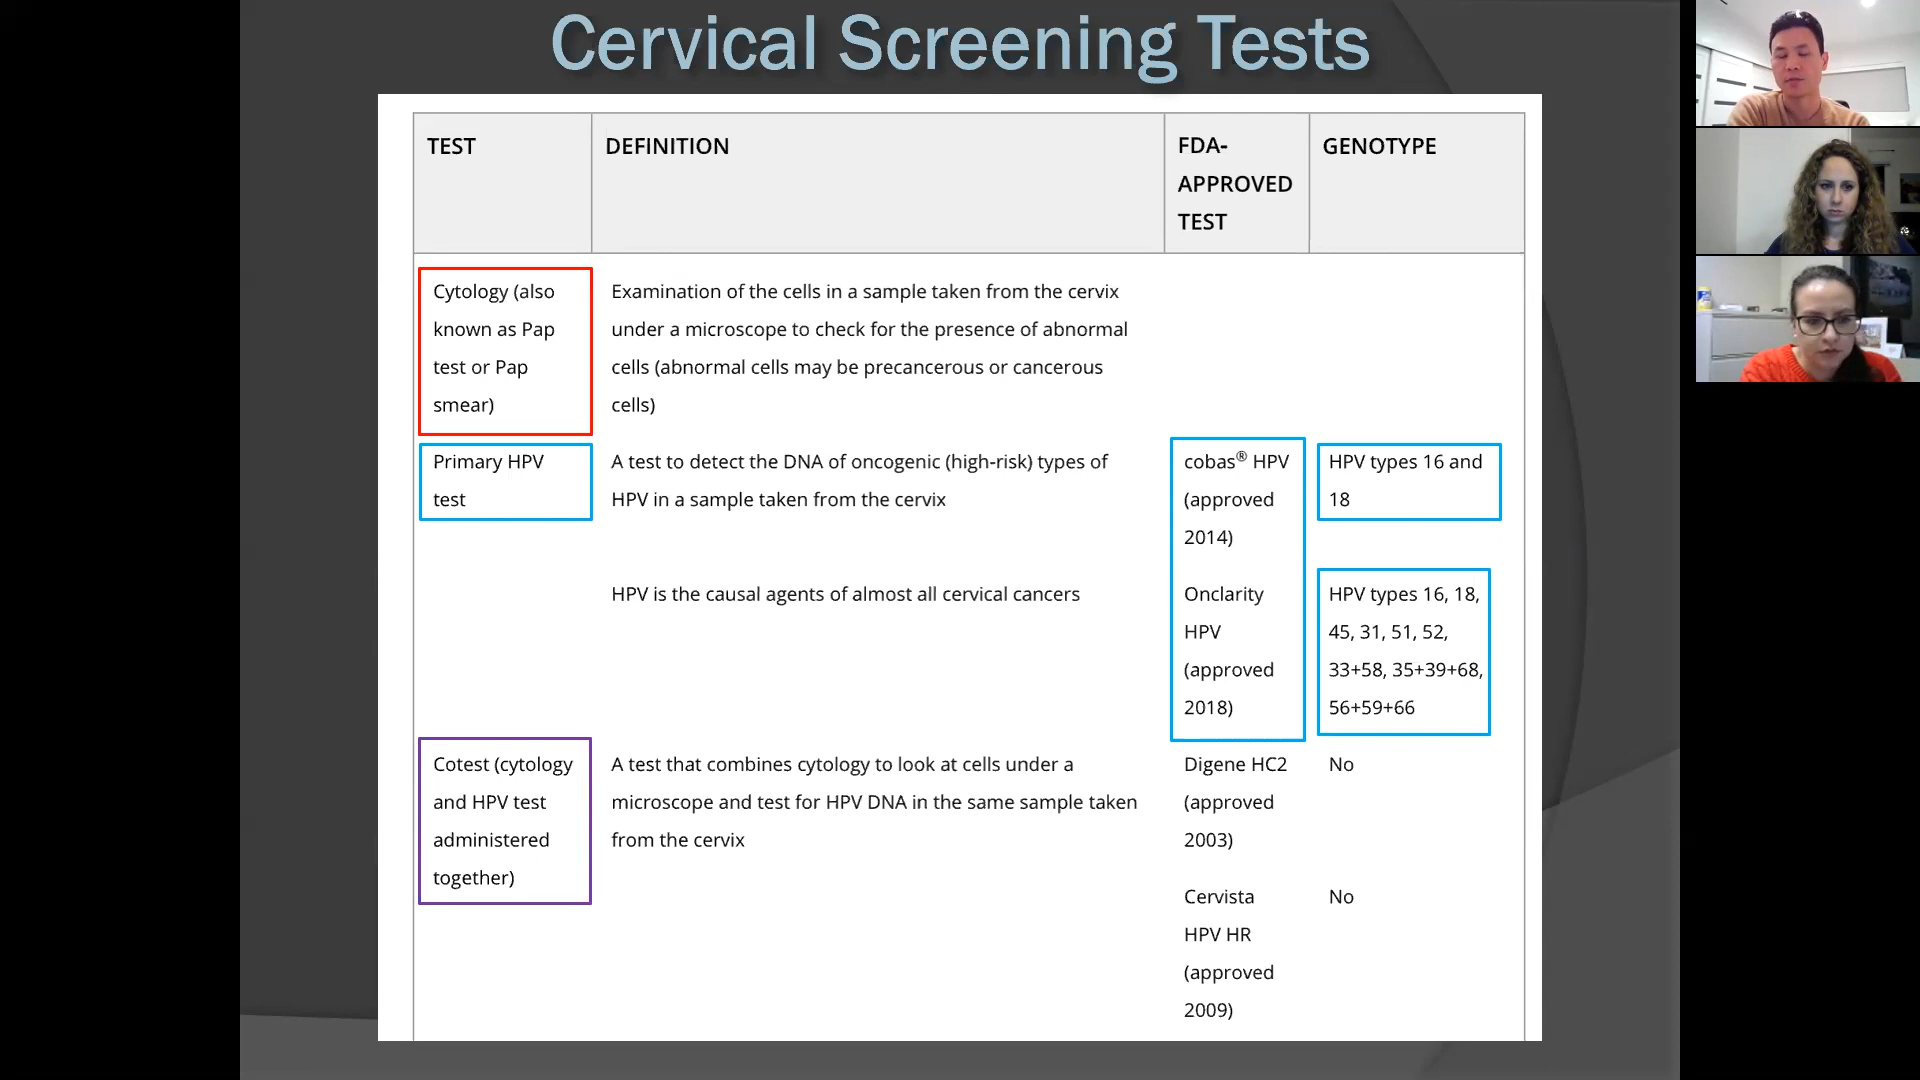 Cervical Screening Tests
TEST
DEFINITION
FDA-
APPROVED
TEST
GENOTYPE
Cytology (also
known as Pap
test or Pap
smear)
Examination of the cells in a sample taken from the cervix
under a microscope to check for the presence of abnormal
cells (abnormal cells may be precancerous or cancerous
cells)
Primary HPV
test
A test to detect the DNA of oncogenic (high-risk) types of
HPV in a sample taken from the cervix
cobas® HPV
(approved
2014)
HPV types 16 and
18
HPV is the causal agents of almost all cervical cancers
Onclarity
HPV
(approved
2018)
HPV types 16, 18,
45, 31, 51, 52,
33+58, 35+39+68,
56+59+66
Cotest (cytology
and HPV test
administered
together)
A test that combines cytology to look at cells under a
microscope and test for HPV DNA in the same sample taken
from the cervix
Digene HC2
(approved
2003)
No
Cervista
HPV HR
(approved
2009)
No